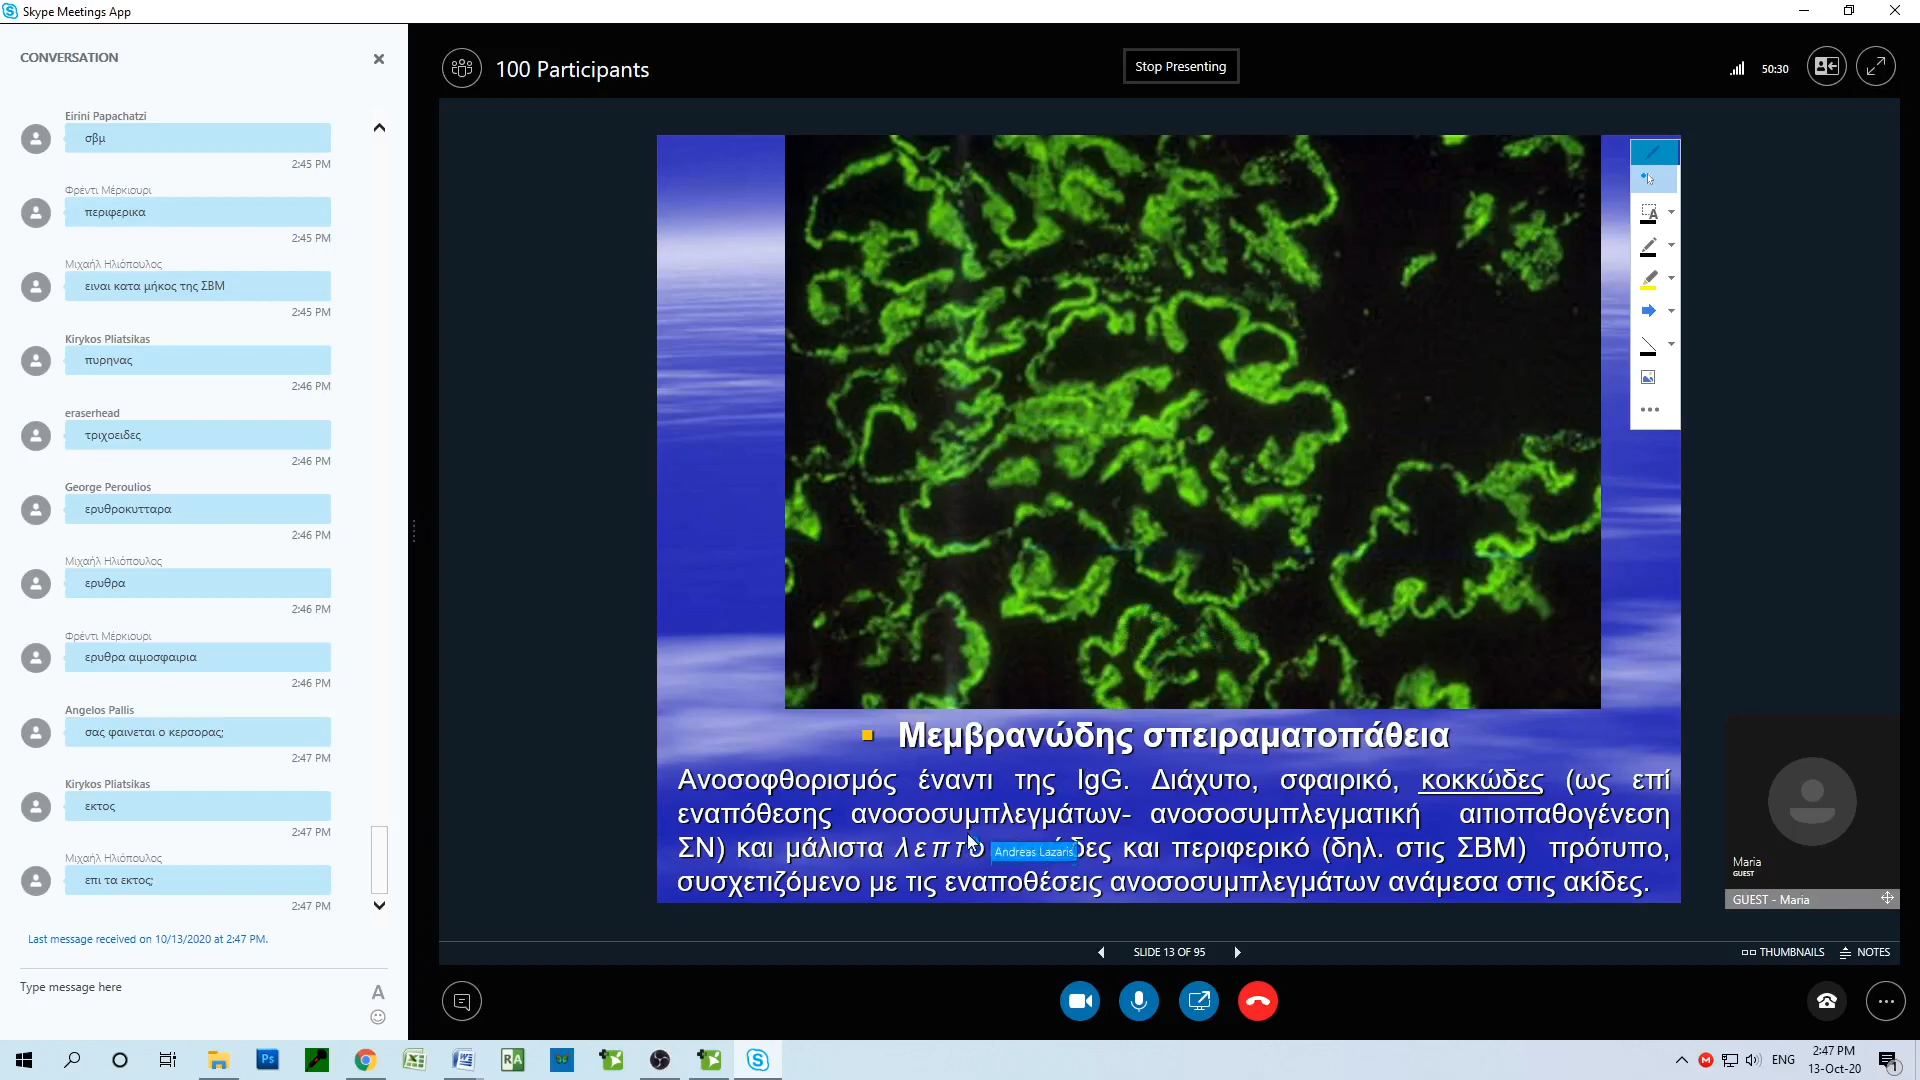 Skype Meetings App
CONVERSATION
Eirini Papachatzi
σβμ
2:45 PM
Φρέντι Μέρκιουρι
περιφερικα
2:45 PM
Μιχαήλ Ηλιόπουλος
ειναι κατα μήκος της ΣΒΜ
2:45 PM
Kirykos Pliatsikas
πυρηνας
2:46 PM
eraserhead
τριχοειδες
2:46 PM
George Peroulios
ερυθροκυτταρα
2:46 PM
Μιχαήλ Ηλιόπουλος
ερυθρα
2:46 PM
Φρέντι Μέρκιουρι
ερυθρα αιμοσφαιρια
2:46 PM
Angelos Pallis
σας φαινεται ο κερσορας;
2:47 PM
Kirykos Pliatsikas
εκτος
2:47 PM
Μιχαήλ Ηλιόπουλος
επι τα εκτος;
2:47 PM
Last message received on 10/13/2020 at 2:47 PM.
Type message here
100 Participants
Stop Presenting
50:30
Μεμβρανώδης σπειραματοπάθεια
Ανοσοφθορισμός έναντι της IgG. Διάχυτο, σφαιρικό, κοκκώδες (ως επί
εναπόθεσης ανοσοσυμπλεγμάτων- ανοσοσυμπλεγματική αιτιοπαθογένεση
ΣΝ) και μάλιστα λεπτο Andreas Lazaris δες και περιφερικό (δηλ. στις ΣΒΜ) πρότυπο,
συσχετιζόμενο με τις εναποθέσεις ανοσοσυμπλεγμάτων ανάμεσα στις ακίδες.
Maria
GUEST
GUEST - Maria
SLIDE 13 OF 95
THUMBNAILS
NOTES
ENG
2:47 PM
13-Oct-20